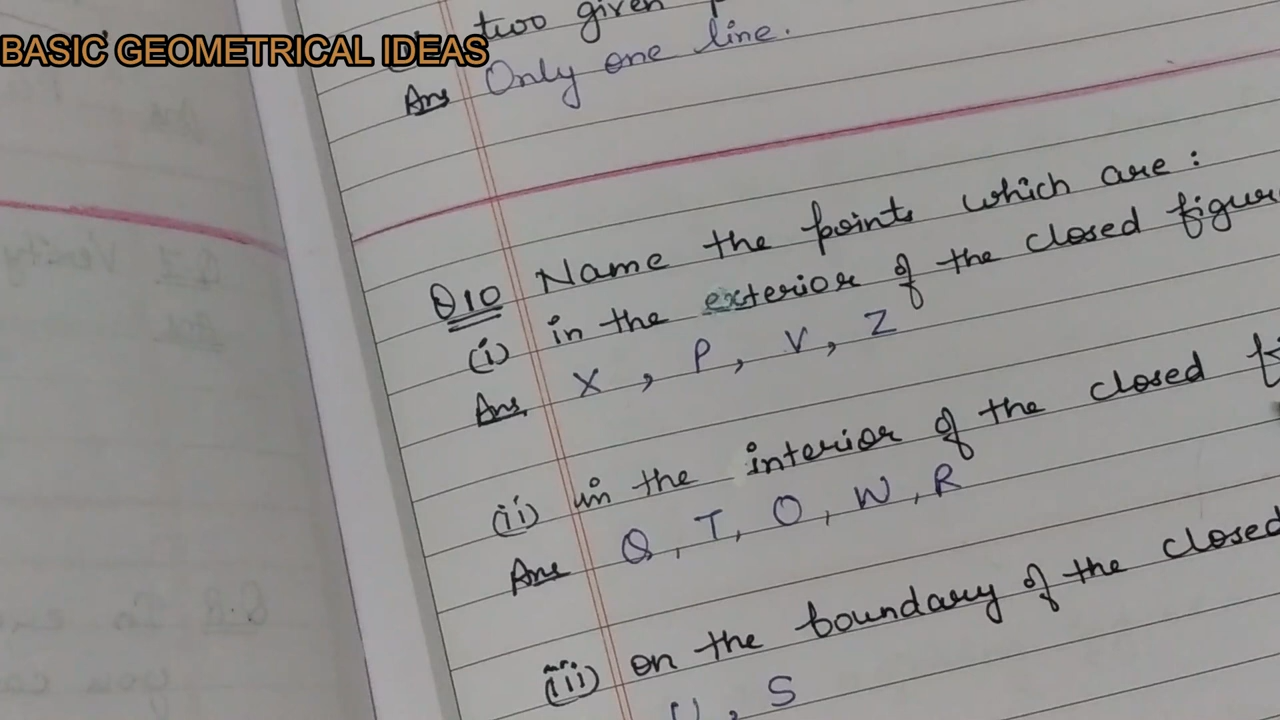 BASIC GEOMETRICAL IDEAS
two given
Ans Only one line.
Q10 Name the points which are :
(i) in the exterior of the closed figur
Ans X , P , V , Z
(ii) in the interior of the closed
Ans Q , T , O , W , R
(iii) on the boundary of the closed
U , S